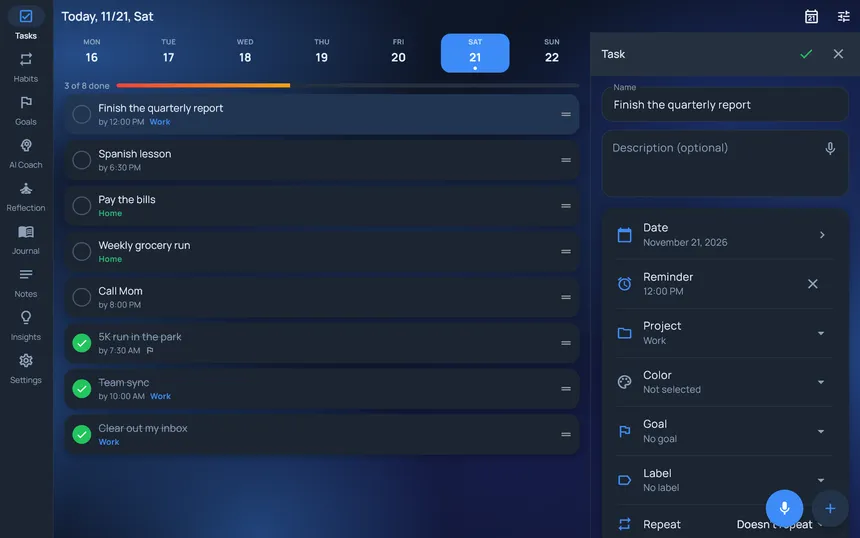 Tasks
Habits
Goals
AI Coach
Reflection
Journal
Notes
Insights
Settings
Today, 11/21, Sat
21
MON TUE WED THU FRI SAT SUN
16 17 18 19 20 21 22
3 of 8 done
Finish the quarterly report
by 12:00 PM Work
Spanish lesson
by 6:30 PM
Pay the bills
Home
Weekly grocery run
Home
Call Mom
by 8:00 PM
5K run in the park
by 7:30 AM
Team sync
by 10:00 AM Work
Clear out my inbox
Work
Task
Name
Finish the quarterly report
Description (optional)
Date
November 21, 2026
Reminder
12:00 PM
Project
Work
Color
Not selected
Goal
No goal
Label
No label
Repeat Doesn't repeat